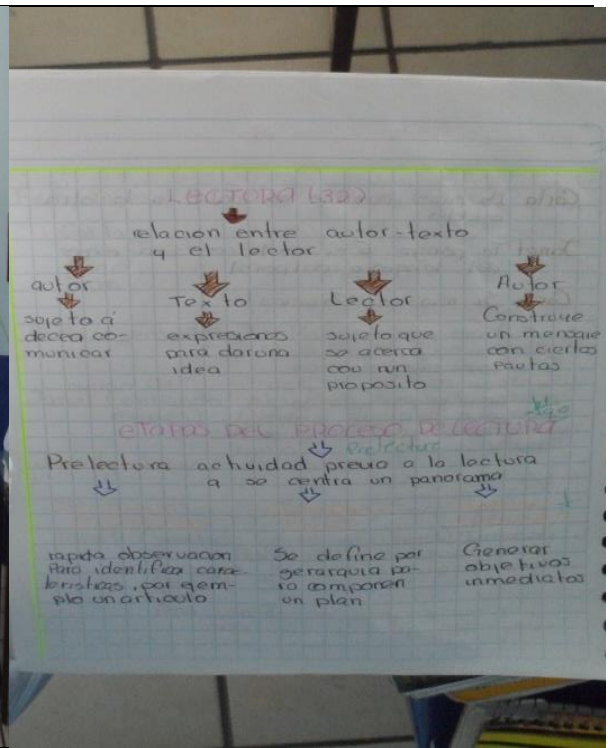 LECTURA (32)
relacion entre autor-texto
y el lector
autor
sujeto á
decea co-
municar
Texto
expresiones
para dar una
idea
Lector
sujeto que
se acerca
con un
proposito
Autor
Construye
un mensaje
con ciertas
pautas
etapas del proceso de lectura
Prelectura
Prelectura actividad previa a la lectura
a se centra un panorama
rapida observacion
Para identifica carac
teristicas, por ejem-
plo un articulo
Se define por
gerarquia pa-
ra componen
un plan
Generar
objetivos
inmediatos